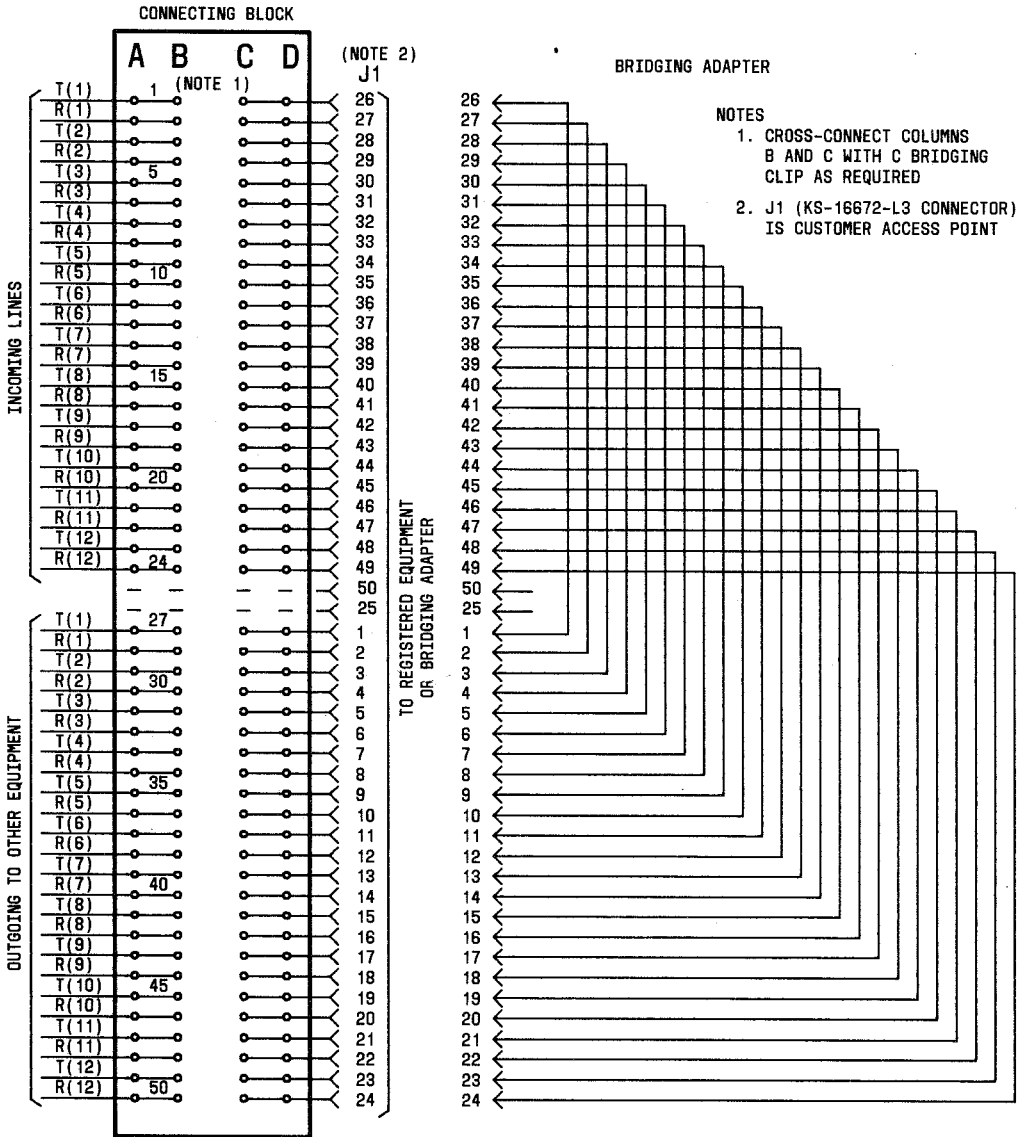 CONNECTING BLOCK
A B C D
(NOTE 1)
(NOTE 2)
J1
BRIDGING ADAPTER
NOTES
1. CROSS-CONNECT COLUMNS
B AND C WITH C BRIDGING
CLIP AS REQUIRED
2. J1 (KS-16672-L3 CONNECTOR)
IS CUSTOMER ACCESS POINT
INCOMING LINES
T(1) 1 26 26
R(1) 27 27
T(2) 28 28
R(2) 29 29
T(3) 5 30 30
R(3) 31 31
T(4) 32 32
R(4) 33 33
T(5) 34 34
R(5) 10 35 35
T(6) 36 36
R(6) 37 37
T(7) 38 38
R(7) 39 39
T(8) 15 40 40
R(8) 41 41
T(9) 42 42
R(9) 43 43
T(10) 44 44
R(10) 20 45 45
T(11) 46 46
R(11) 47 47
T(12) 48 48
R(12) 24 49 49
50 50
25 25
TO REGISTERED EQUIPMENT
OR BRIDGING ADAPTER
OUTGOING TO OTHER EQUIPMENT
T(1) 27 1 1
R(1) 2 2
T(2) 3 3
R(2) 30 4 4
T(3) 5 5
R(3) 6 6
T(4) 7 7
R(4) 8 8
T(5) 35 9 9
R(5) 10 10
T(6) 11 11
R(6) 12 12
T(7) 13 13
R(7) 40 14 14
T(8) 15 15
R(8) 16 16
T(9) 17 17
R(9) 18 18
T(10) 45 19 19
R(10) 20 20
T(11) 21 21
R(11) 22 22
T(12) 23 23
R(12) 50 24 24